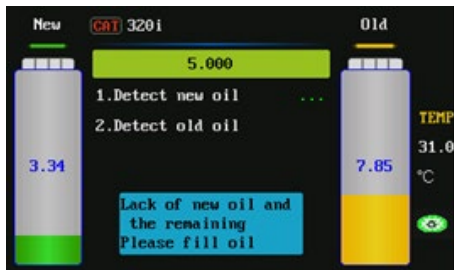 New
CAT 320i
Old
5.000
1.Detect new oil ...
2.Detect old oil
TEMP
31.0
°C
3.34
7.85
Lack of new oil and
the remaining
Please fill oil